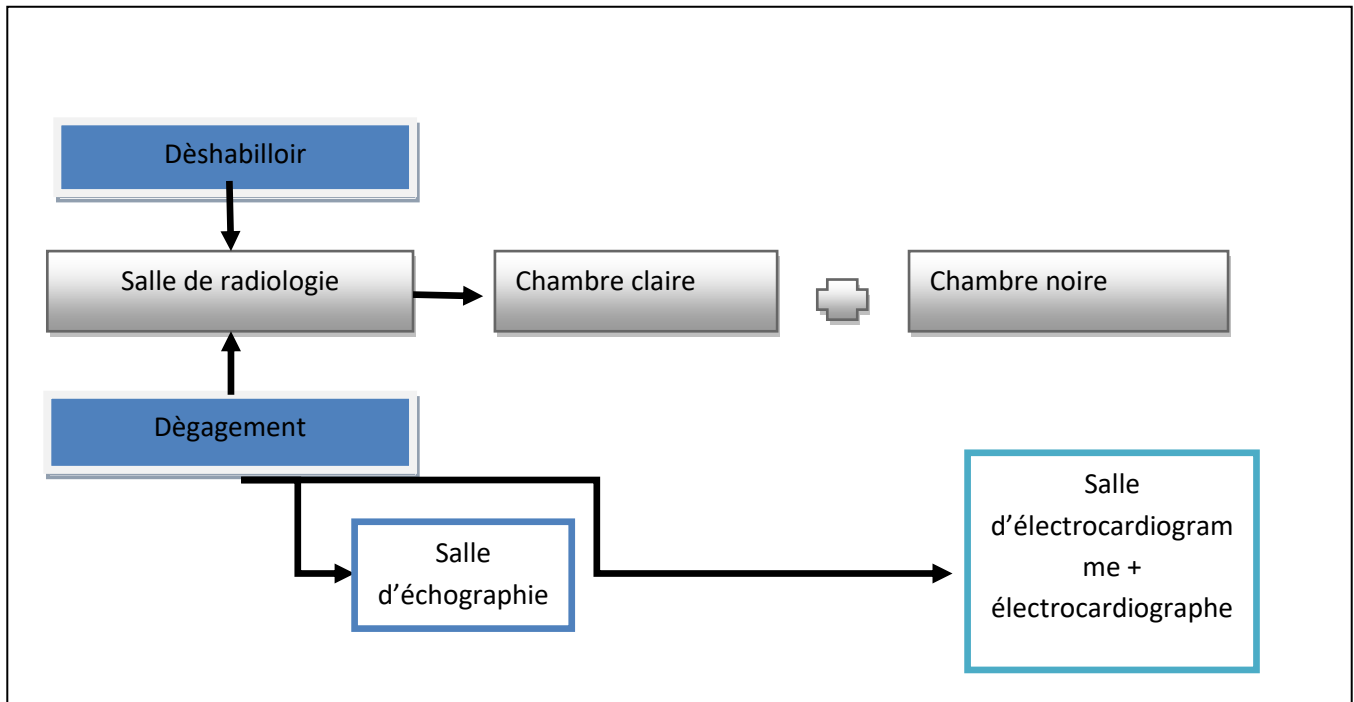 Dèshabilloir
Salle de radiologie
Chambre claire
Chambre noire
Dègagement
Salle
d’échographie
Salle
d’électrocardiogram
me +
électrocardiographe